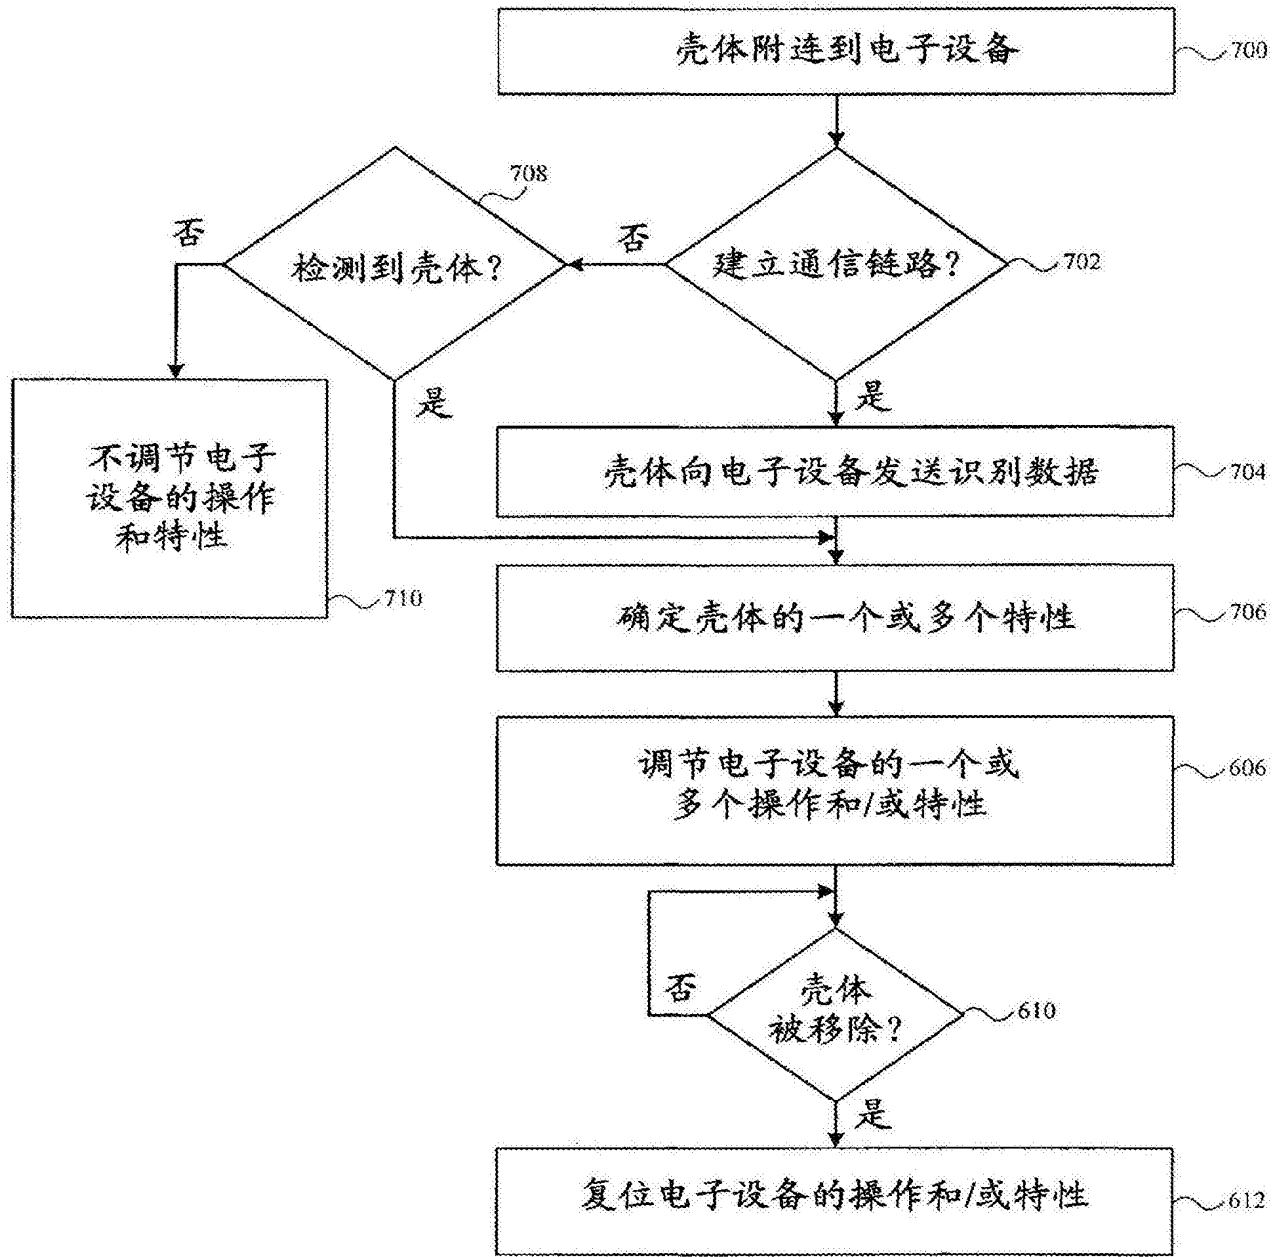 壳体附连到电子设备
700
708
否
否
检测到壳体?
建立通信链路?
702
是
是
不调节电子
设备的操作
和特性
710
壳体向电子设备发送识别数据
704
确定壳体的一个或多个特性
706
调节电子设备的一个或
多个操作和/或特性
606
否
壳体
被移除?
610
是
复位电子设备的操作和/或特性
612